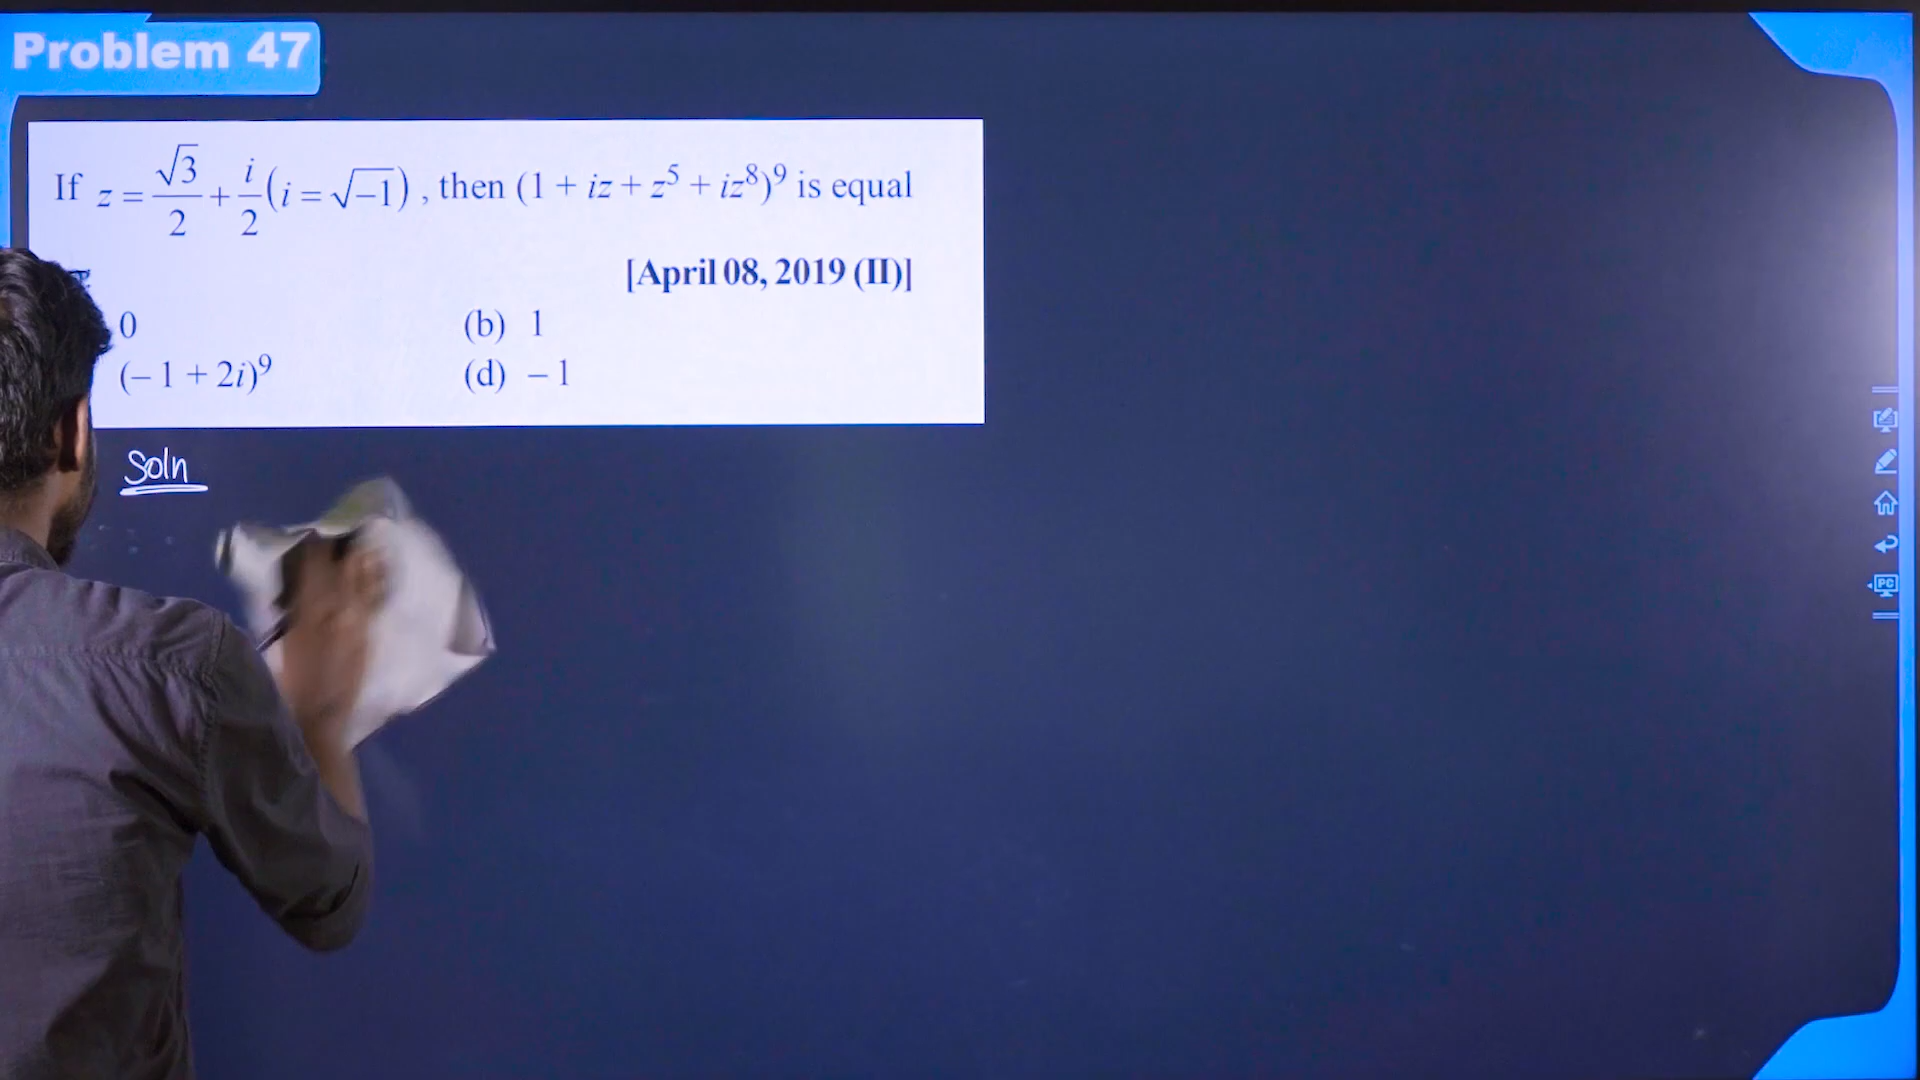 Problem 47
If z = √3/2 + i/2 (i = √−1), then (1 + iz + z⁵ + iz⁸)⁹ is equal
[April 08, 2019 (II)]
0 (b) 1
(– 1 + 2i)⁹ (d) – 1
Soln
PC